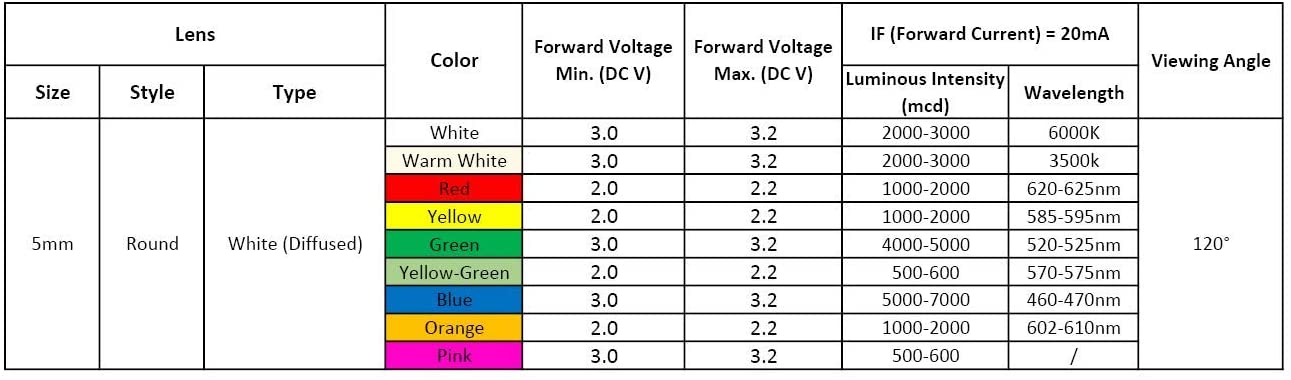 Lens Color Forward Voltage Min. (DC V) Forward Voltage Max. (DC V) IF (Forward Current) = 20mA Viewing Angle
Size Style Type Luminous Intensity (mcd) Wavelength
White 3.0 3.2 2000-3000 6000K
Warm White 3.0 3.2 2000-3000 3500k
Red 2.0 2.2 1000-2000 620-625nm
Yellow 2.0 2.2 1000-2000 585-595nm
5mm Round White (Diffused) Green 3.0 3.2 4000-5000 520-525nm 120°
Yellow-Green 2.0 2.2 500-600 570-575nm
Blue 3.0 3.2 5000-7000 460-470nm
Orange 2.0 2.2 1000-2000 602-610nm
Pink 3.0 3.2 500-600 /